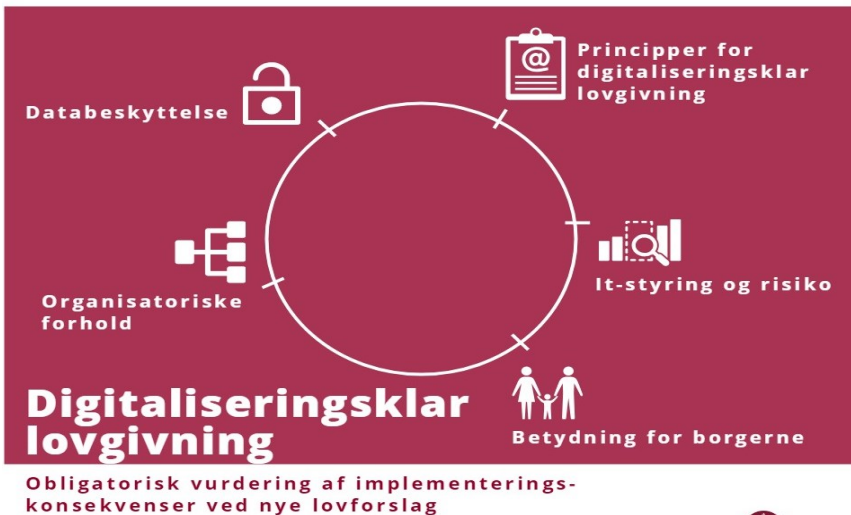 Databeskyttelse
@
Principper for
digitaliseringsklar
lovgivning
It-styring og risiko
Organisatoriske
forhold
Betydning for borgerne
Digitaliseringsklar
lovgivning
Obligatorisk vurdering af implementerings-
konsekvenser ved nye lovforslag